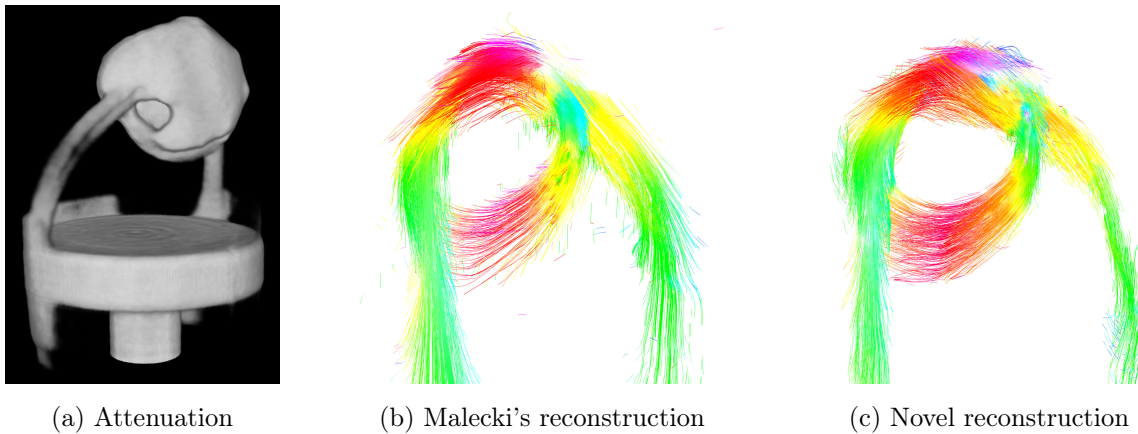 (a) Attenuation
(b) Malecki's reconstruction
(c) Novel reconstruction